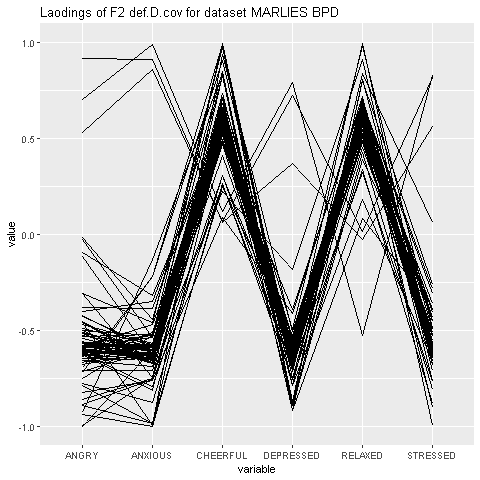 Laodings of F2 def.D.cov for dataset MARLIES BPD
1.0
0.5
0.0
-0.5
-1.0
value
ANGRY ANXIOUS CHEERFUL DEPRESSED RELAXED STRESSED
variable